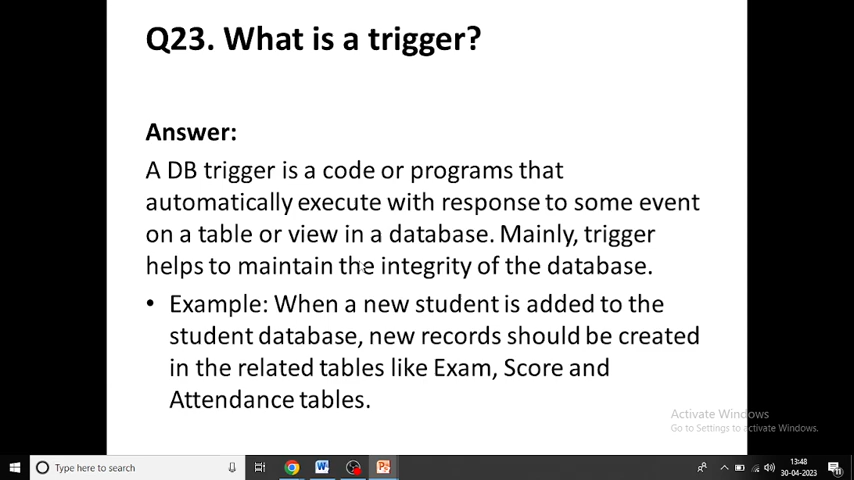 Q23. What is a trigger?
Answer:
A DB trigger is a code or programs that
automatically execute with response to some event
on a table or view in a database. Mainly, trigger
helps to maintain the integrity of the database.
• Example: When a new student is added to the
student database, new records should be created
in the related tables like Exam, Score and
Attendance tables.
Activate Windows
Go to Settings to activate Windows.
Type here to search
13:48
30-04-2023